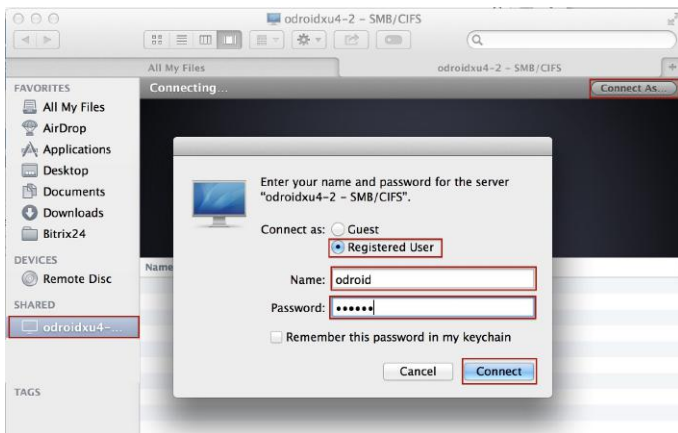 odroidxu4-2 – SMB/CIFS
All My Files
odroidxu4-2 – SMB/CIFS
FAVORITES
All My Files
AirDrop
Applications
Desktop
Documents
Downloads
Bitrix24
DEVICES
Remote Disc
SHARED
odroidxu4-...
TAGS
Connecting...
Connect As...
Name
Enter your name and password for the server
"odroidxu4-2 – SMB/CIFS".
Connect as: Guest
Registered User
Name: odroid
Password: ••••••
Remember this password in my keychain
Cancel Connect